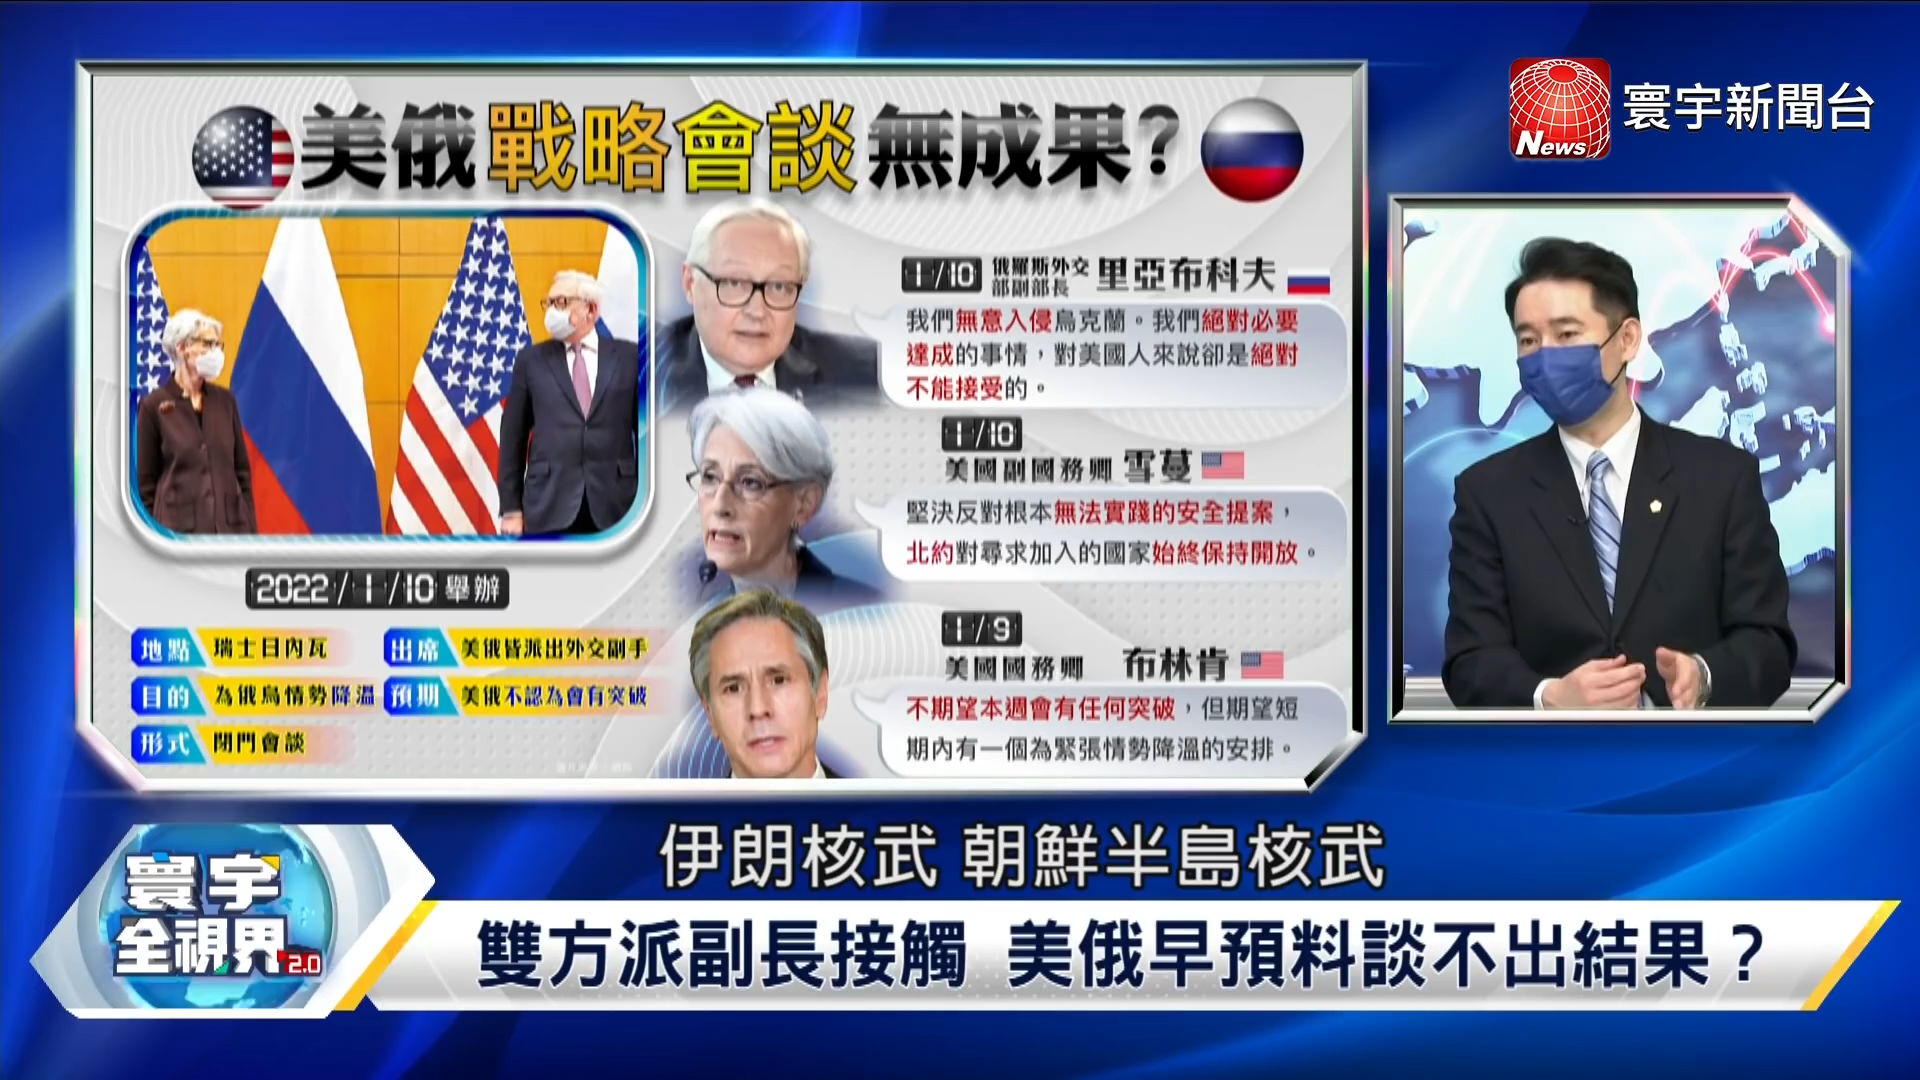 美俄戰略會談無成果?
News
寰宇新聞台
1/10 俄羅斯外交部副部長 里亞布科夫
我們無意入侵烏克蘭。我們絕對必要
達成的事情,對美國人來說卻是絕對
不能接受的。
1/10
美國副國務卿 雪蔓
堅決反對根本無法實踐的安全提案,
北約對尋求加入的國家始終保持開放。
1/9
美國國務卿 布林肯
不期望本週會有任何突破,但期望短
期內有一個為緊張情勢降溫的安排。
2022/1/10 舉辦
地點 瑞士日內瓦 出席 美俄皆派出外交副手
目的 為俄烏情勢降溫 預期 美俄不認為會有突破
形式 閉門會談
伊朗核武 朝鮮半島核武
寰宇
全視界2.0
雙方派副長接觸 美俄早預料談不出結果?